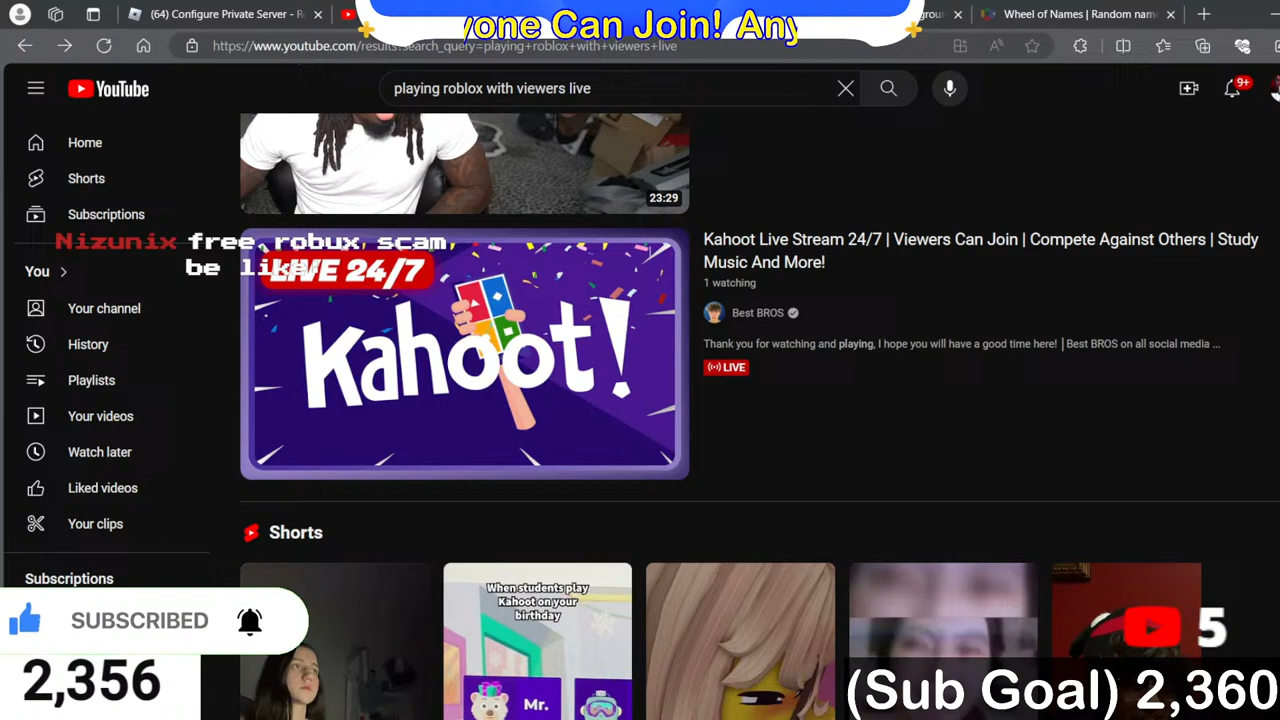 (64) Configure Private Server - R
Wheel of Names | Random name
yone Can Join! Any
https://www.youtube.com/results?search_query=playing+roblox+with+viewers+live
YouTube
playing roblox with viewers live
9+
Home
Shorts
Subscriptions
23:29
Nizunix free robux scam
be like
You
Your channel
History
Playlists
Your videos
Watch later
Liked videos
Your clips
Subscriptions
LIVE 24/7
Kahoot!
Kahoot Live Stream 24/7 | Viewers Can Join | Compete Against Others | Study
Music And More!
1 watching
Best BROS
Thank you for watching and playing, I hope you will have a good time here! | Best BROS on all social media ...
LIVE
Shorts
When students play
Kahoot on your
birthday
Mr.
SUBSCRIBED
2,356
5
(Sub Goal) 2,360